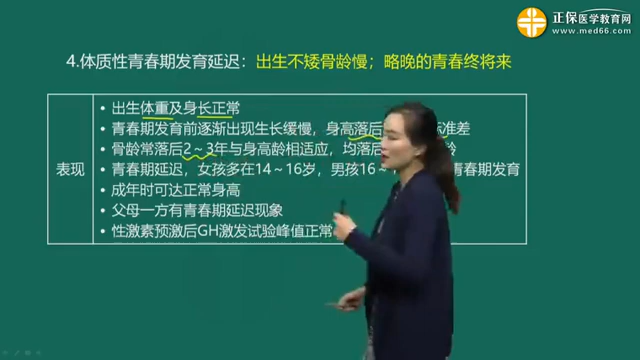 正保医学教育网
www.med66.com
4.体质性青春期发育延迟：出生不矮骨龄慢；略晚的青春终将来
表现
• 出生体重及身长正常
• 青春期发育前逐渐出现生长缓慢，身高落后 标准差
• 骨龄常落后2～3年与身高龄相适应，均落后 龄
• 青春期延迟，女孩多在14～16岁，男孩16～ 青春期发育
• 成年时可达正常身高
• 父母一方有青春期延迟现象
• 性激素预激后GH激发试验峰值正常